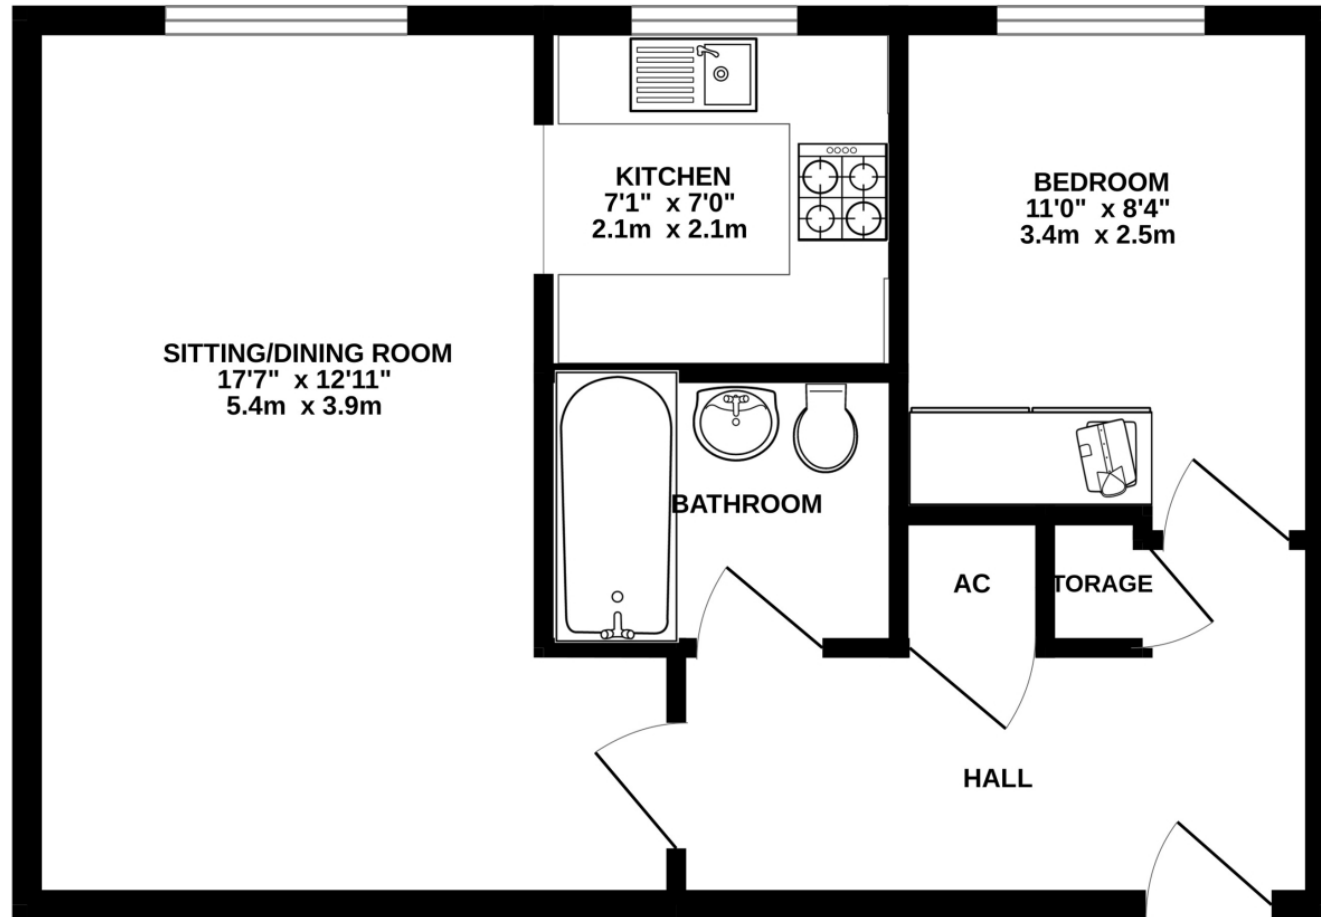 KITCHEN
7'1" x 7'0"
2.1m x 2.1m
BEDROOM
11'0" x 8'4"
3.4m x 2.5m
SITTING/DINING ROOM
17'7" x 12'11"
5.4m x 3.9m
BATHROOM
AC
TORAGE
HALL